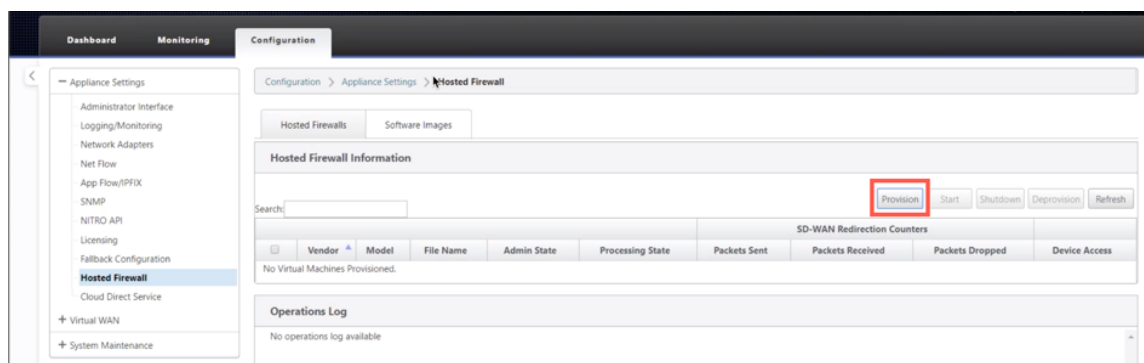 Dashboard Monitoring Configuration
Appliance Settings
Administrator Interface
Logging/Monitoring
Network Adapters
Net Flow
App Flow/IPFIX
SNMP
NITRO API
Licensing
Fallback Configuration
Hosted Firewall
Cloud Direct Service
Virtual WAN
System Maintenance
Configuration > Appliance Settings > Hosted Firewall
Hosted Firewalls Software Images
Hosted Firewall Information
Provision Start Shutdown Deprovision Refresh
Search:
SD-WAN Redirection Counters
Vendor Model File Name Admin State Processing State Packets Sent Packets Received Packets Dropped Device Access
No Virtual Machines Provisioned.
Operations Log
No operations log available